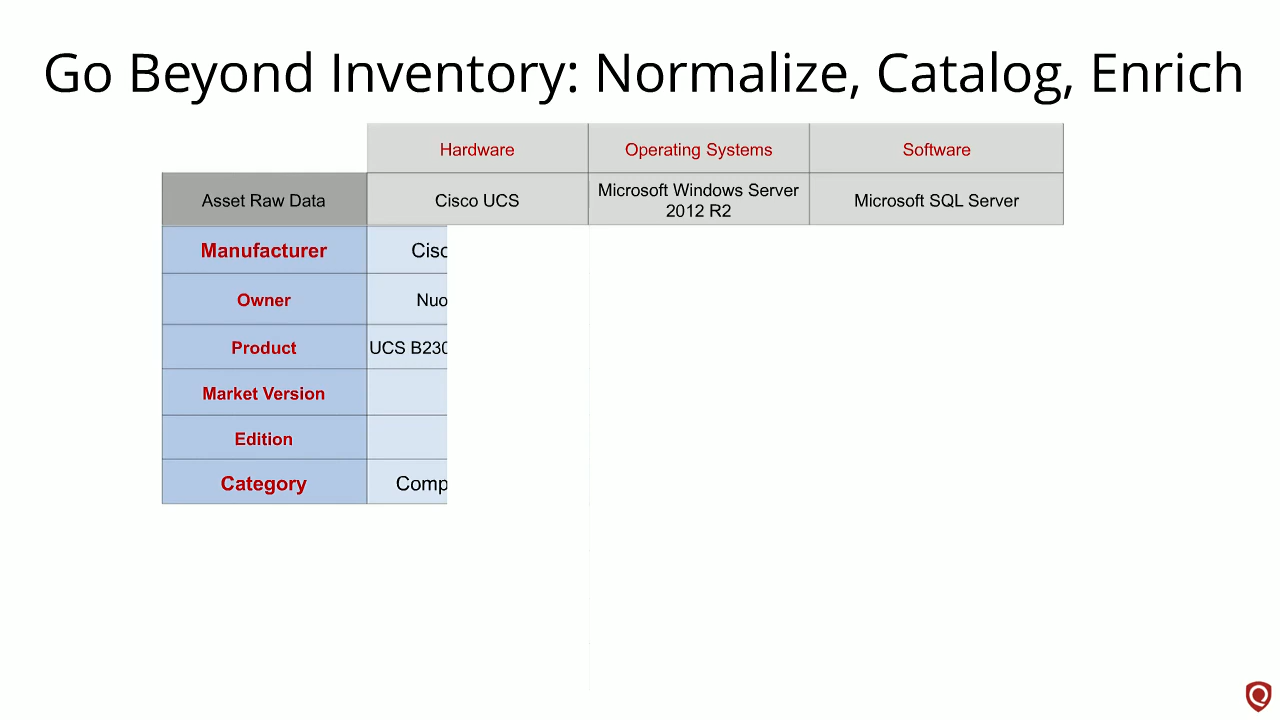 Go Beyond Inventory: Normalize, Catalog, Enrich
Hardware Operating Systems Software
Asset Raw Data Cisco UCS Microsoft Windows Server 2012 R2 Microsoft SQL Server
Manufacturer Cisc
Owner Nuo
Product UCS B230
Market Version
Edition
Category Comp